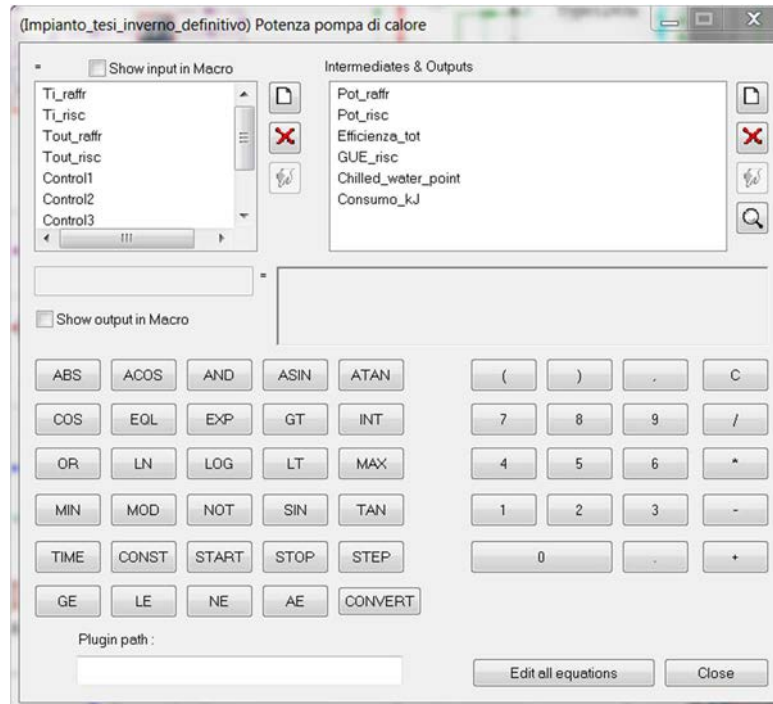 (Impianto_tesi_inverno_definitivo) Potenza pompa di calore
= Show input in Macro
Intermediates & Outputs
Ti_raffr
Ti_risc
Tout_raffr
Tout_risc
Control1
Control2
Control3
Pot_raffr
Pot_risc
Efficienza_tot
GUE_risc
Chilled_water_point
Consumo_kJ
=
Show output in Macro
ABS ACOS AND ASIN ATAN ( ) , C
COS EQL EXP GT INT 7 8 9 /
OR LN LOG LT MAX 4 5 6 *
MIN MOD NOT SIN TAN 1 2 3 -
TIME CONST START STOP STEP 0 . +
GE LE NE AE CONVERT
Plugin path :
Edit all equations Close